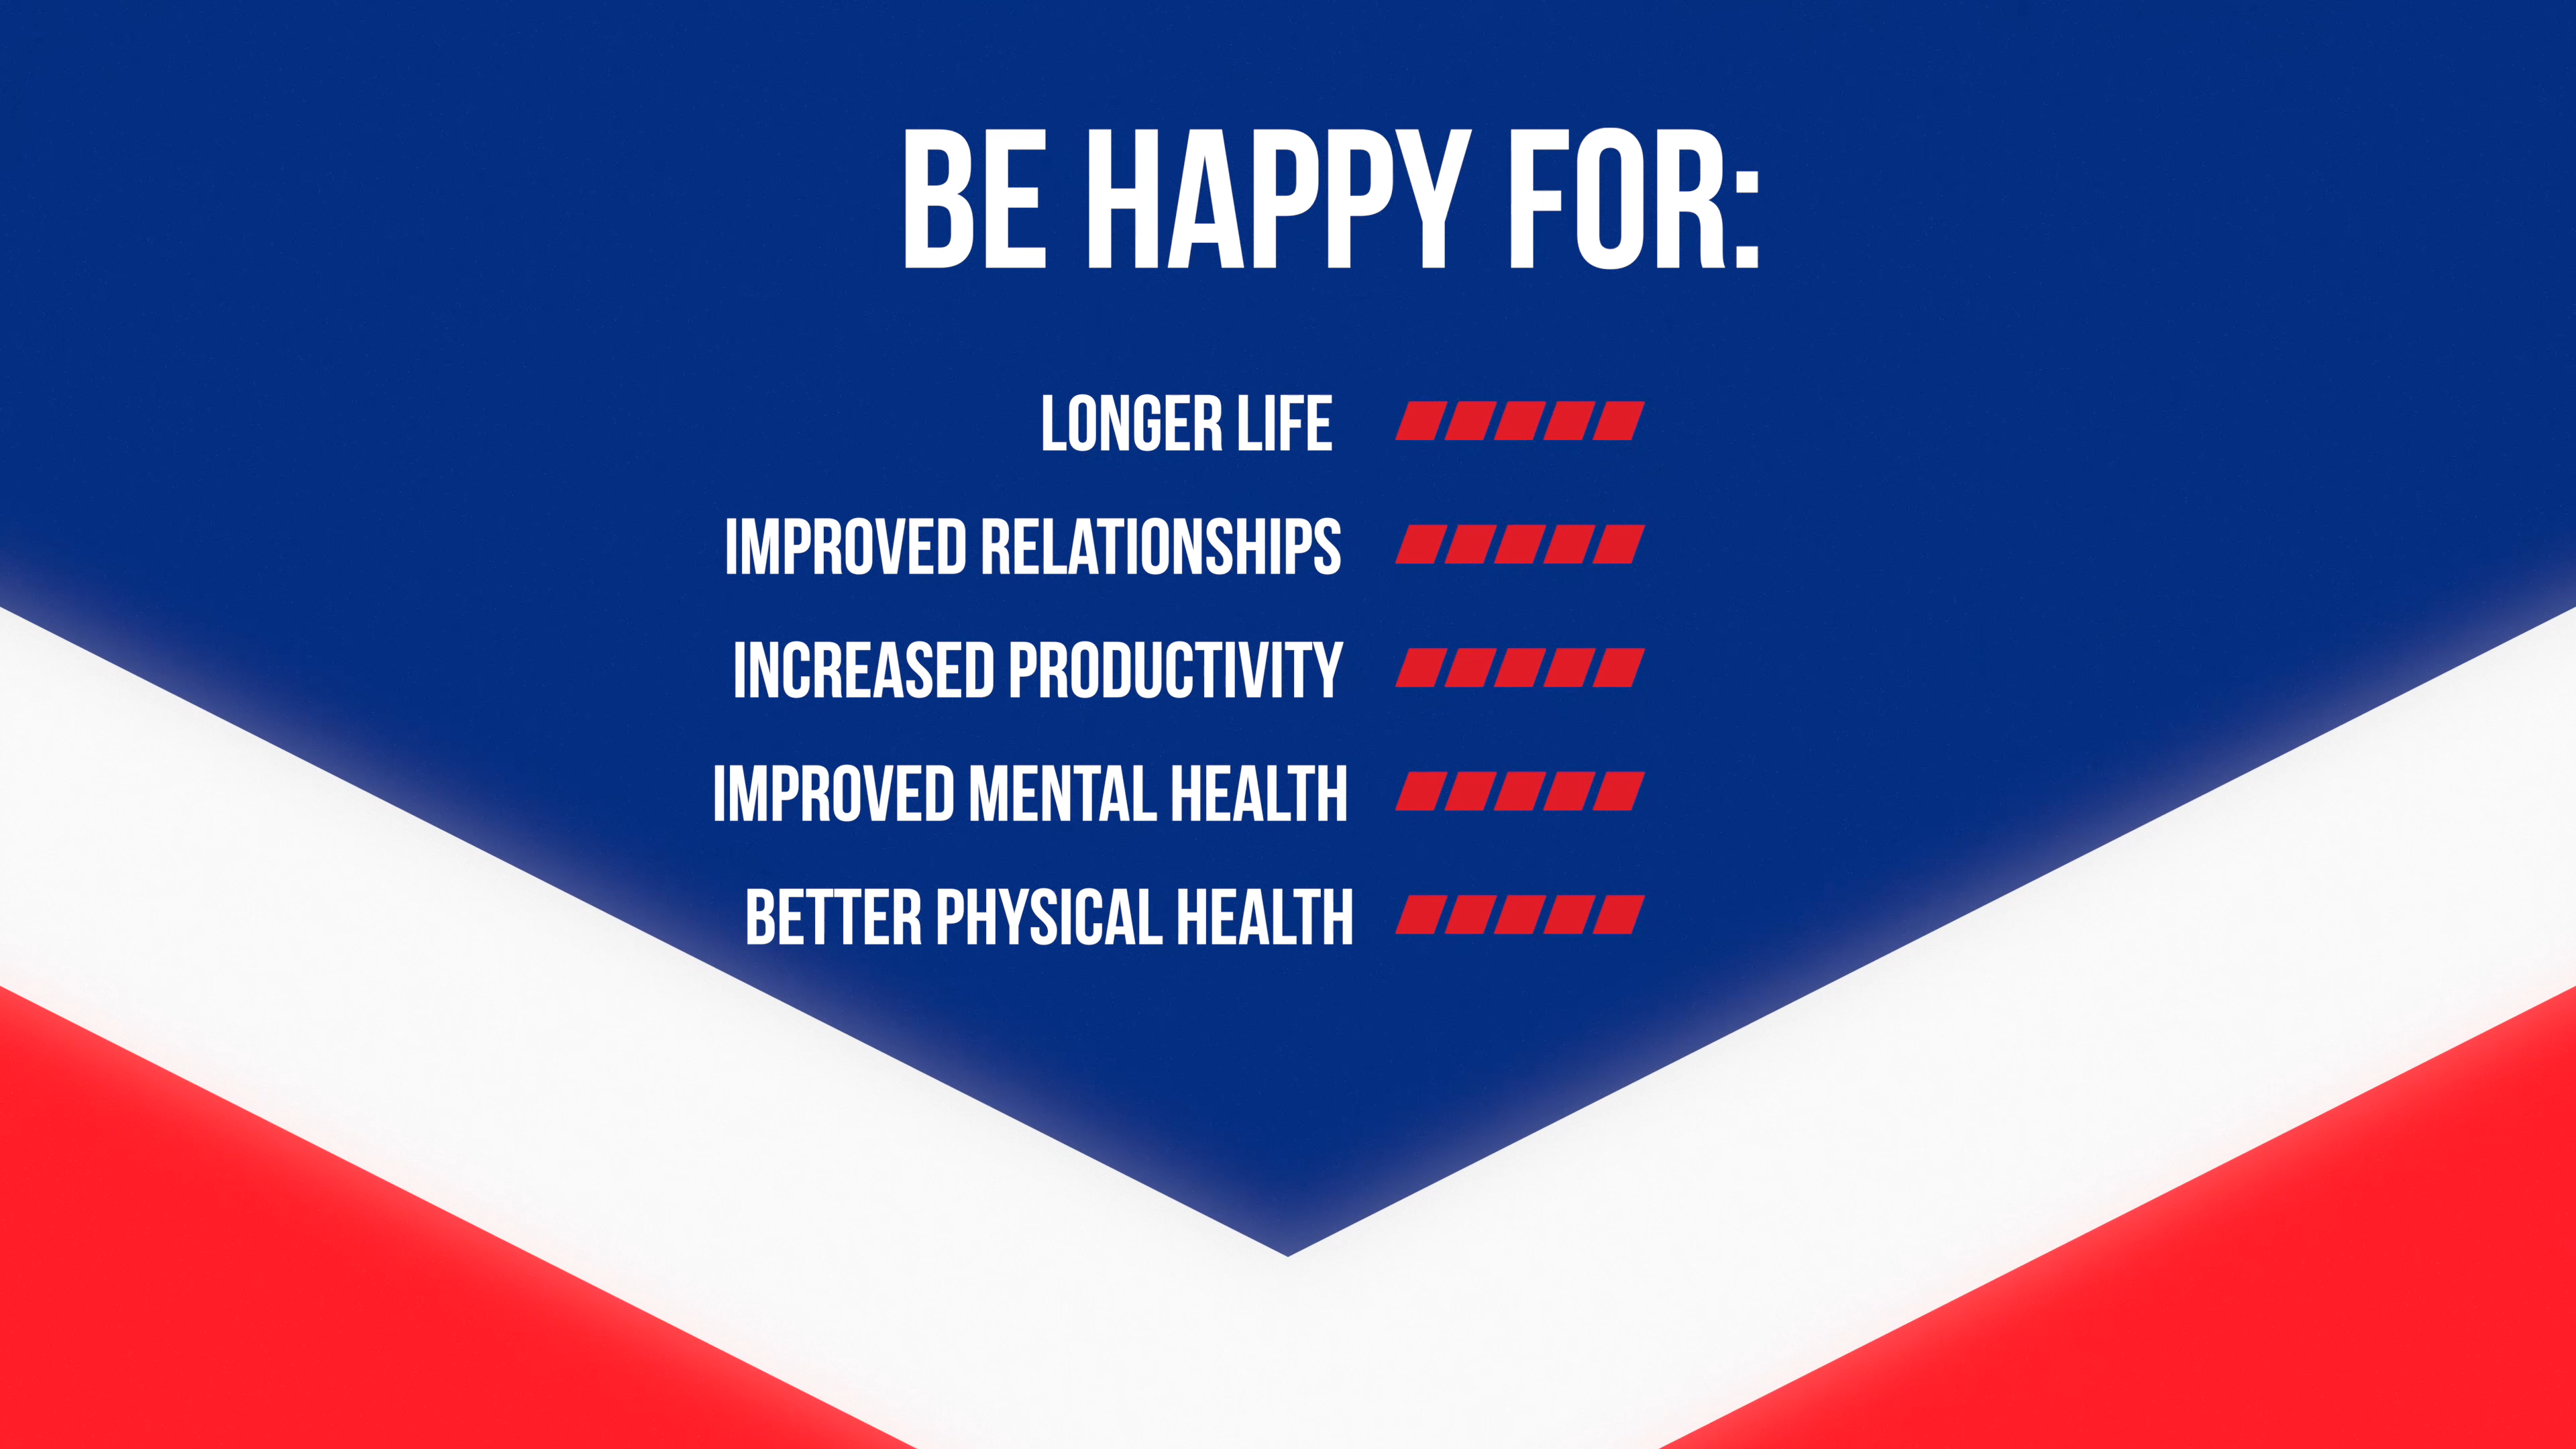 BE HAPPY FOR:
LONGER LIFE
IMPROVED RELATIONSHIPS
INCREASED PRODUCTIVITY
IMPROVED MENTAL HEALTH
BETTER PHYSICAL HEALTH